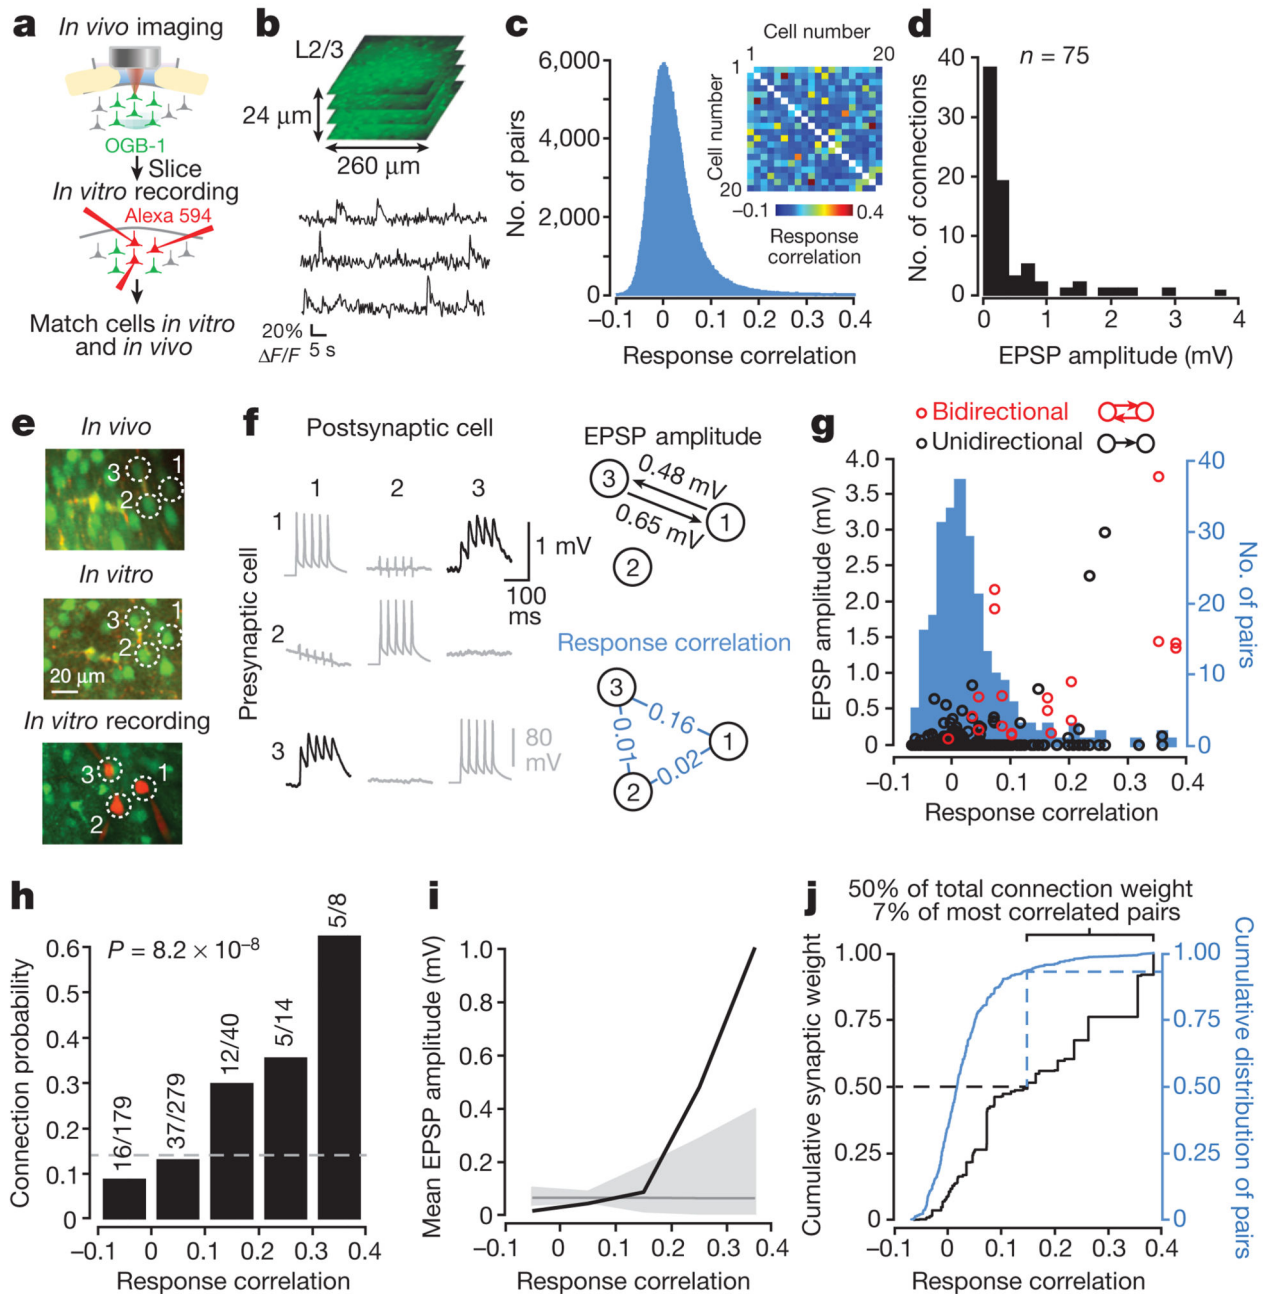 a
In vivo imaging
OGB-1
Slice
In vitro recording
Alexa 594
Match cells in vitro
and in vivo
b
L2/3
24 μm
260 μm
20%
ΔF/F 5 s
c
No. of pairs
6,000
4,000
2,000
0
−0.1 0 0.1 0.2 0.3 0.4
Response correlation
Cell number
1 20
Cell number
1
20
−0.1 0.4
Response
correlation
d
n = 75
No. of connections
40
30
20
10
0
0 1 2 3 4
EPSP amplitude (mV)
e
In vivo
3 1
2
In vitro
3 1
2
20 μm
In vitro recording
3 1
2
f
Postsynaptic cell
1 2 3
Presynaptic cell
1
2
3
1 mV
100
ms
80
mV
EPSP amplitude
3
0.48 mV
0.65 mV
1
2
Response correlation
3
0.16
1
0.01
0.02
2
g
Bidirectional
Unidirectional
EPSP amplitude (mV)
4.0
3.5
3.0
2.5
2.0
1.5
1.0
0.5
0
40
30
20
10
0
No. of pairs
−0.1 0 0.1 0.2 0.3 0.4
Response correlation
h
P = 8.2 × 10−8
Connection probability
0.6
0.5
0.4
0.3
0.2
0.1
0
16/179
37/279
12/40
5/14
5/8
−0.1 0 0.1 0.2 0.3 0.4
Response correlation
i
Mean EPSP amplitude (mV)
1.0
0.8
0.6
0.4
0.2
0
−0.1 0 0.1 0.2 0.3 0.4
Response correlation
j
50% of total connection weight
7% of most correlated pairs
Cumulative synaptic weight
1.00
0.75
0.50
0.25
0
1.00
0.75
0.50
0.25
0
Cumulative distribution of pairs
−0.1 0 0.1 0.2 0.3 0.4
Response correlation